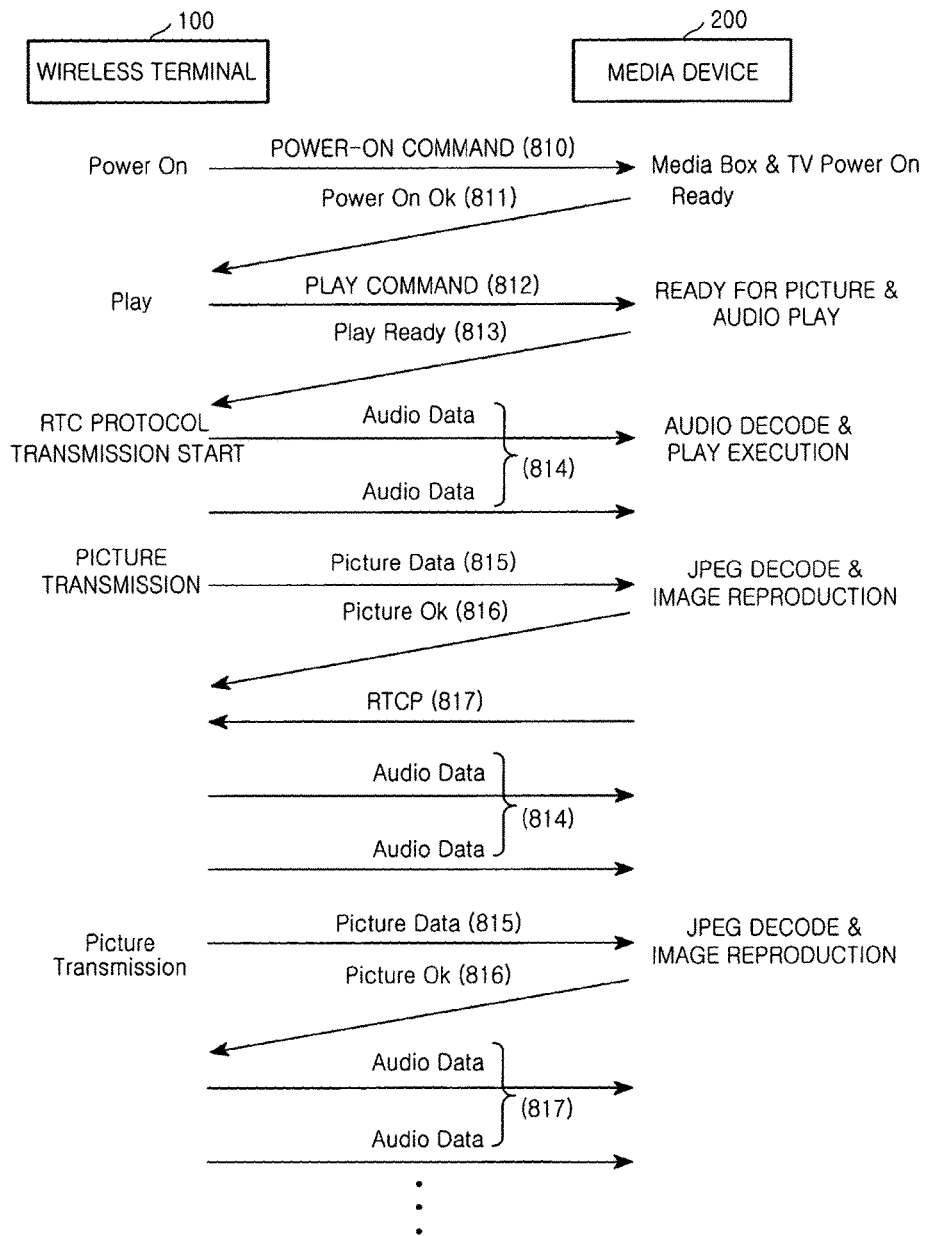 100
200
WIRELESS TERMINAL
MEDIA DEVICE
Power On
POWER-ON COMMAND (810)
Media Box & TV Power On
Ready
Power On Ok (811)
Play
PLAY COMMAND (812)
READY FOR PICTURE &
AUDIO PLAY
Play Ready (813)
RTC PROTOCOL
TRANSMISSION START
Audio Data
(814)
AUDIO DECODE &
PLAY EXECUTION
Audio Data
PICTURE
TRANSMISSION
Picture Data (815)
JPEG DECODE &
IMAGE REPRODUCTION
Picture Ok (816)
RTCP (817)
Audio Data
(814)
Audio Data
Picture
Transmission
Picture Data (815)
JPEG DECODE &
IMAGE REPRODUCTION
Picture Ok (816)
Audio Data
(817)
Audio Data